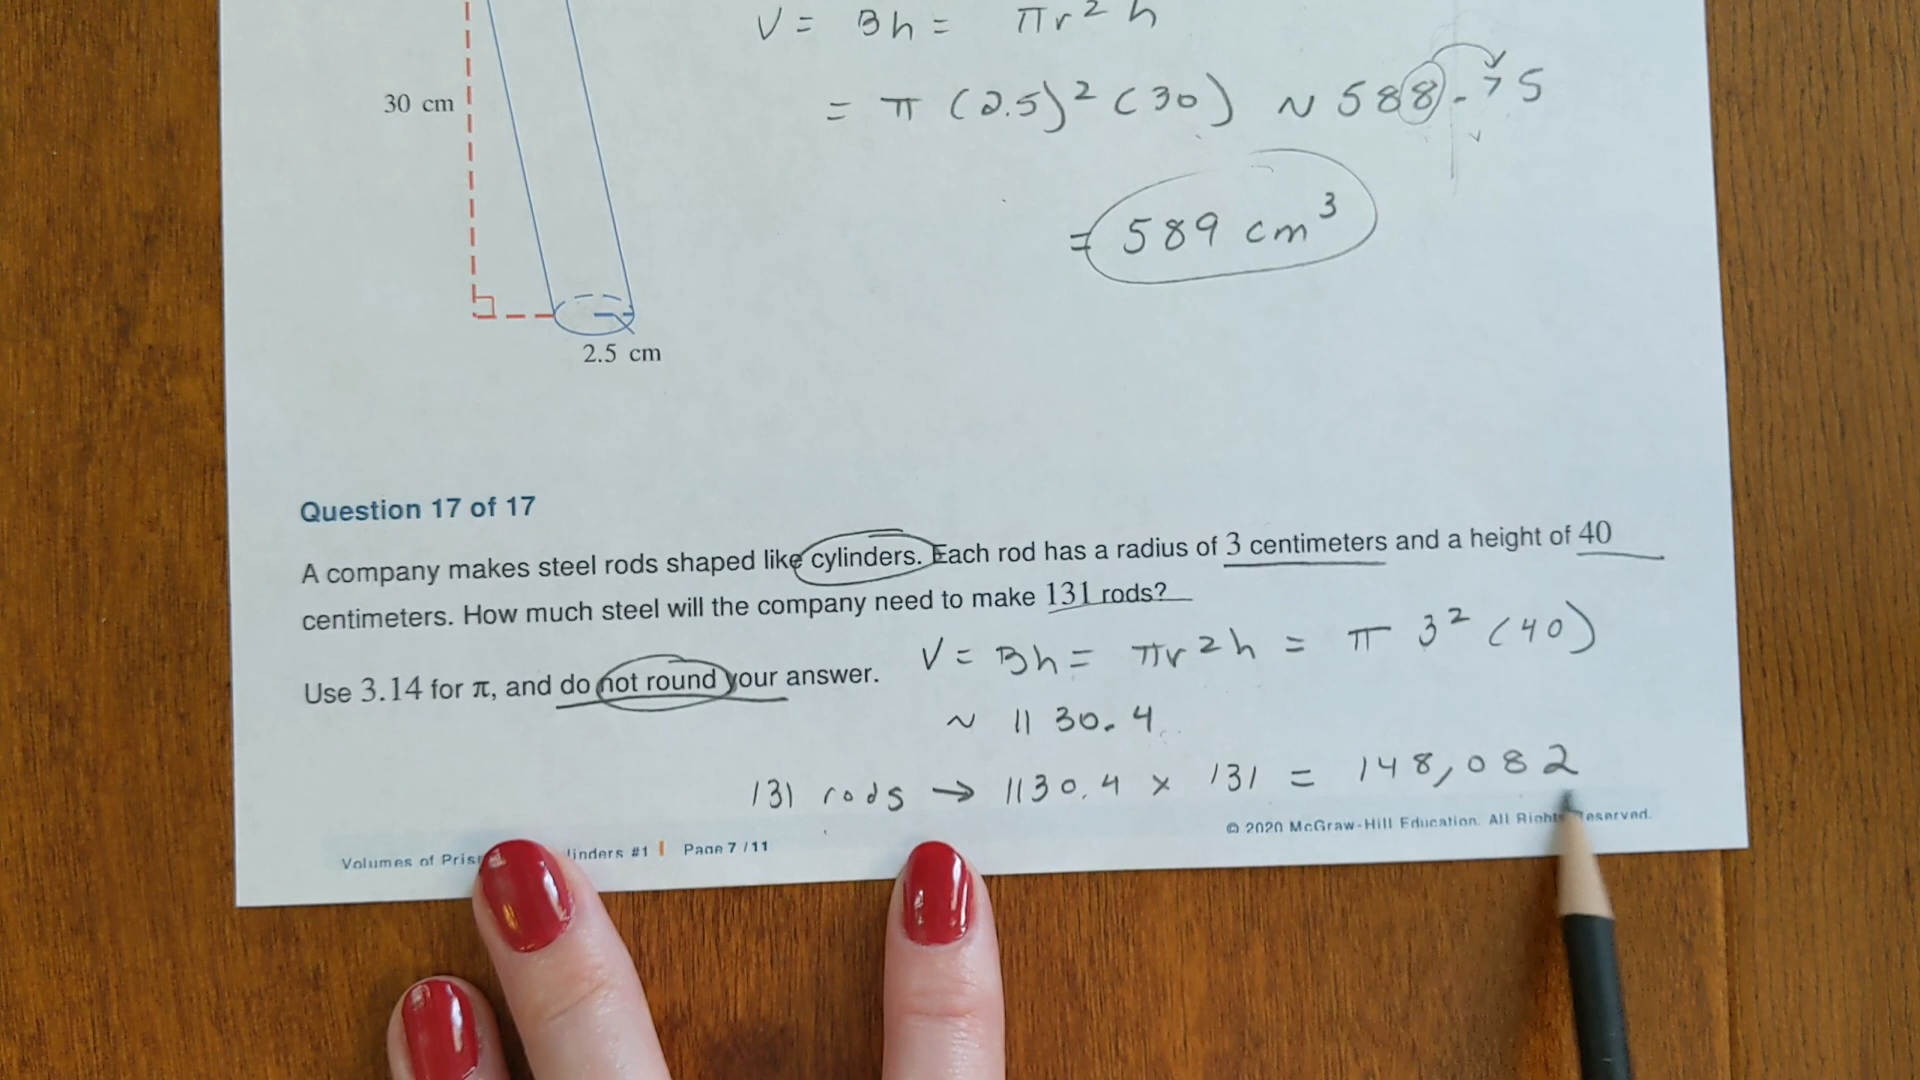 V = Bh = πr² h
30 cm
= π (2.5)² (30) ~ 588.75
= 589 cm³
2.5 cm
Question 17 of 17
A company makes steel rods shaped like cylinders. Each rod has a radius of 3 centimeters and a height of 40
centimeters. How much steel will the company need to make 131 rods?
V = Bh = πr²h = π 3² (40)
Use 3.14 for π, and do not round your answer.
~ 1130.4
131 rods → 1130.4 x 131 = 148,082
© 2020 McGraw-Hill Education. All Rights Reserved.
Volumes of inders #1 | Page 7 / 11